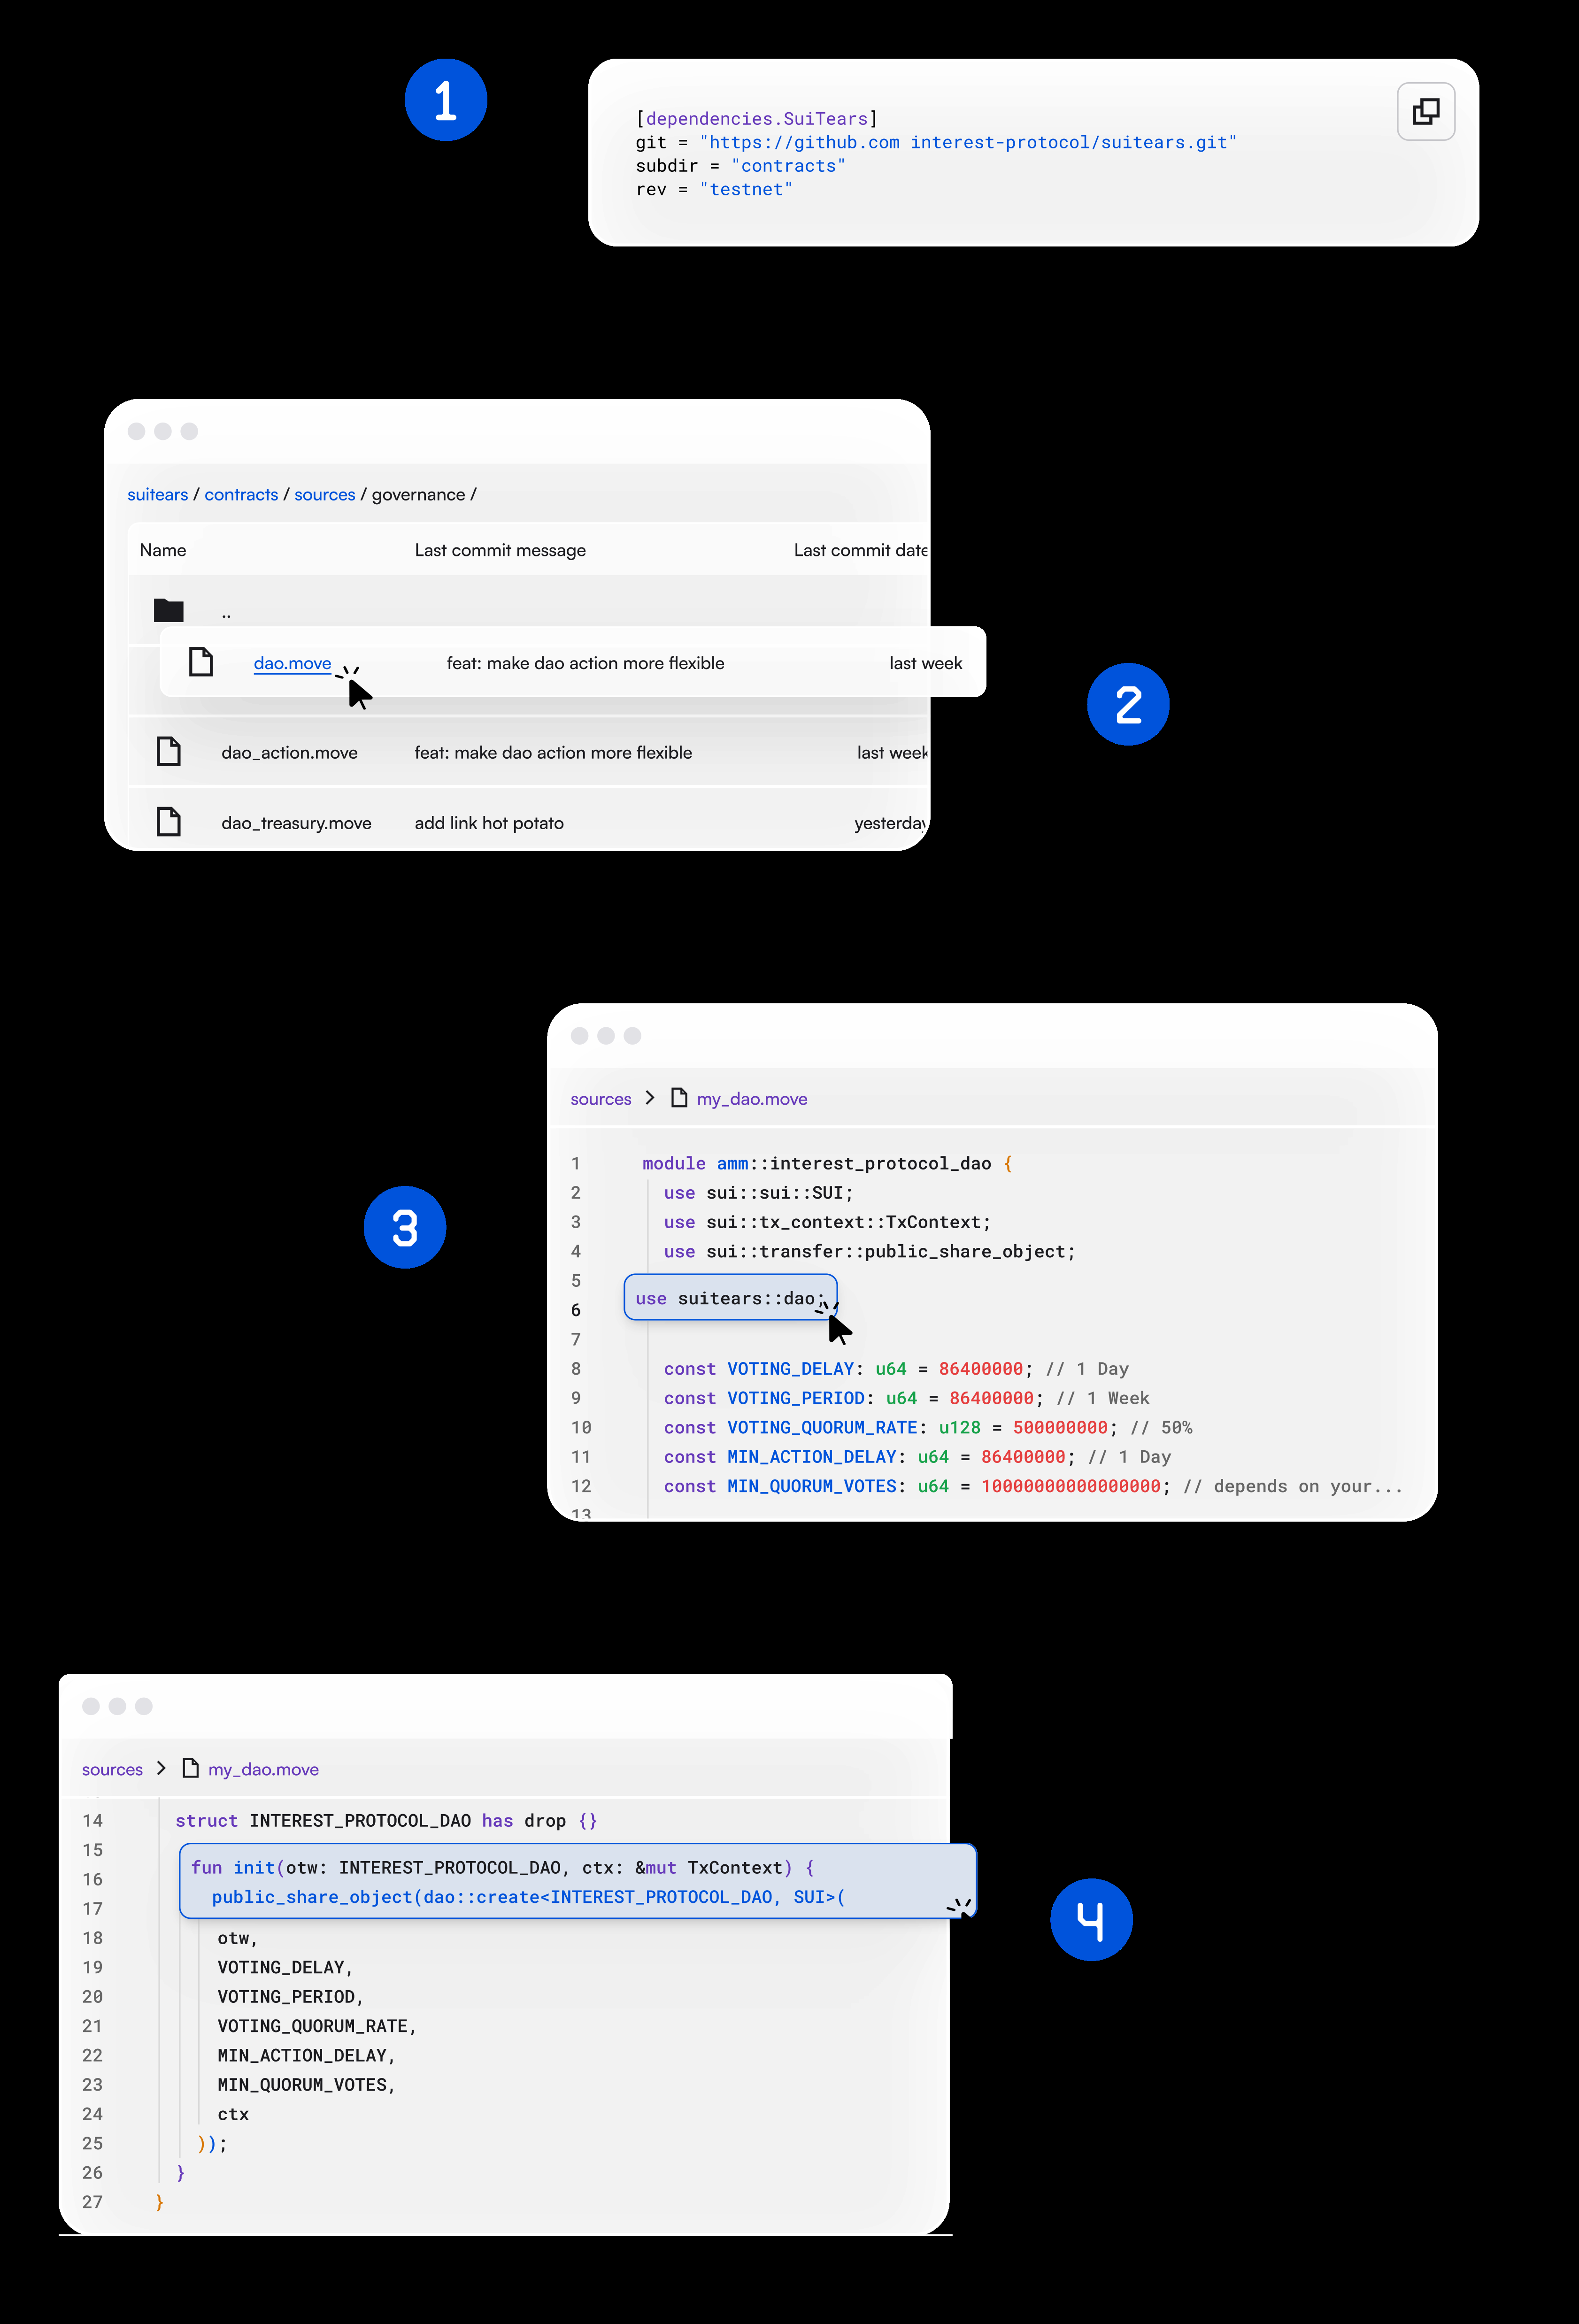 1
[dependencies.SuiTears]
git = "https://github.com interest-protocol/suitears.git"
subdir = "contracts"
rev = "testnet"
suitears / contracts / sources / governance /
Name Last commit message Last commit date
..
dao.move feat: make dao action more flexible last week
2
dao_action.move feat: make dao action more flexible last week
dao_treasury.move add link hot potato yesterday
sources > my_dao.move
1 module amm::interest_protocol_dao {
2 use sui::sui::SUI;
3 use sui::tx_context::TxContext;
3
4 use sui::transfer::public_share_object;
5
use suitears::dao;
6
7
8 const VOTING_DELAY: u64 = 86400000; // 1 Day
9 const VOTING_PERIOD: u64 = 86400000; // 1 Week
10 const VOTING_QUORUM_RATE: u128 = 500000000; // 50%
11 const MIN_ACTION_DELAY: u64 = 86400000; // 1 Day
12 const MIN_QUORUM_VOTES: u64 = 10000000000000000; // depends on your...
13
sources > my_dao.move
14 struct INTEREST_PROTOCOL_DAO has drop {}
15
16 fun init(otw: INTEREST_PROTOCOL_DAO, ctx: &mut TxContext) {
17 public_share_object(dao::create<INTEREST_PROTOCOL_DAO, SUI>(
4
18 otw,
19 VOTING_DELAY,
20 VOTING_PERIOD,
21 VOTING_QUORUM_RATE,
22 MIN_ACTION_DELAY,
23 MIN_QUORUM_VOTES,
24 ctx
25 ));
26 }
27 }